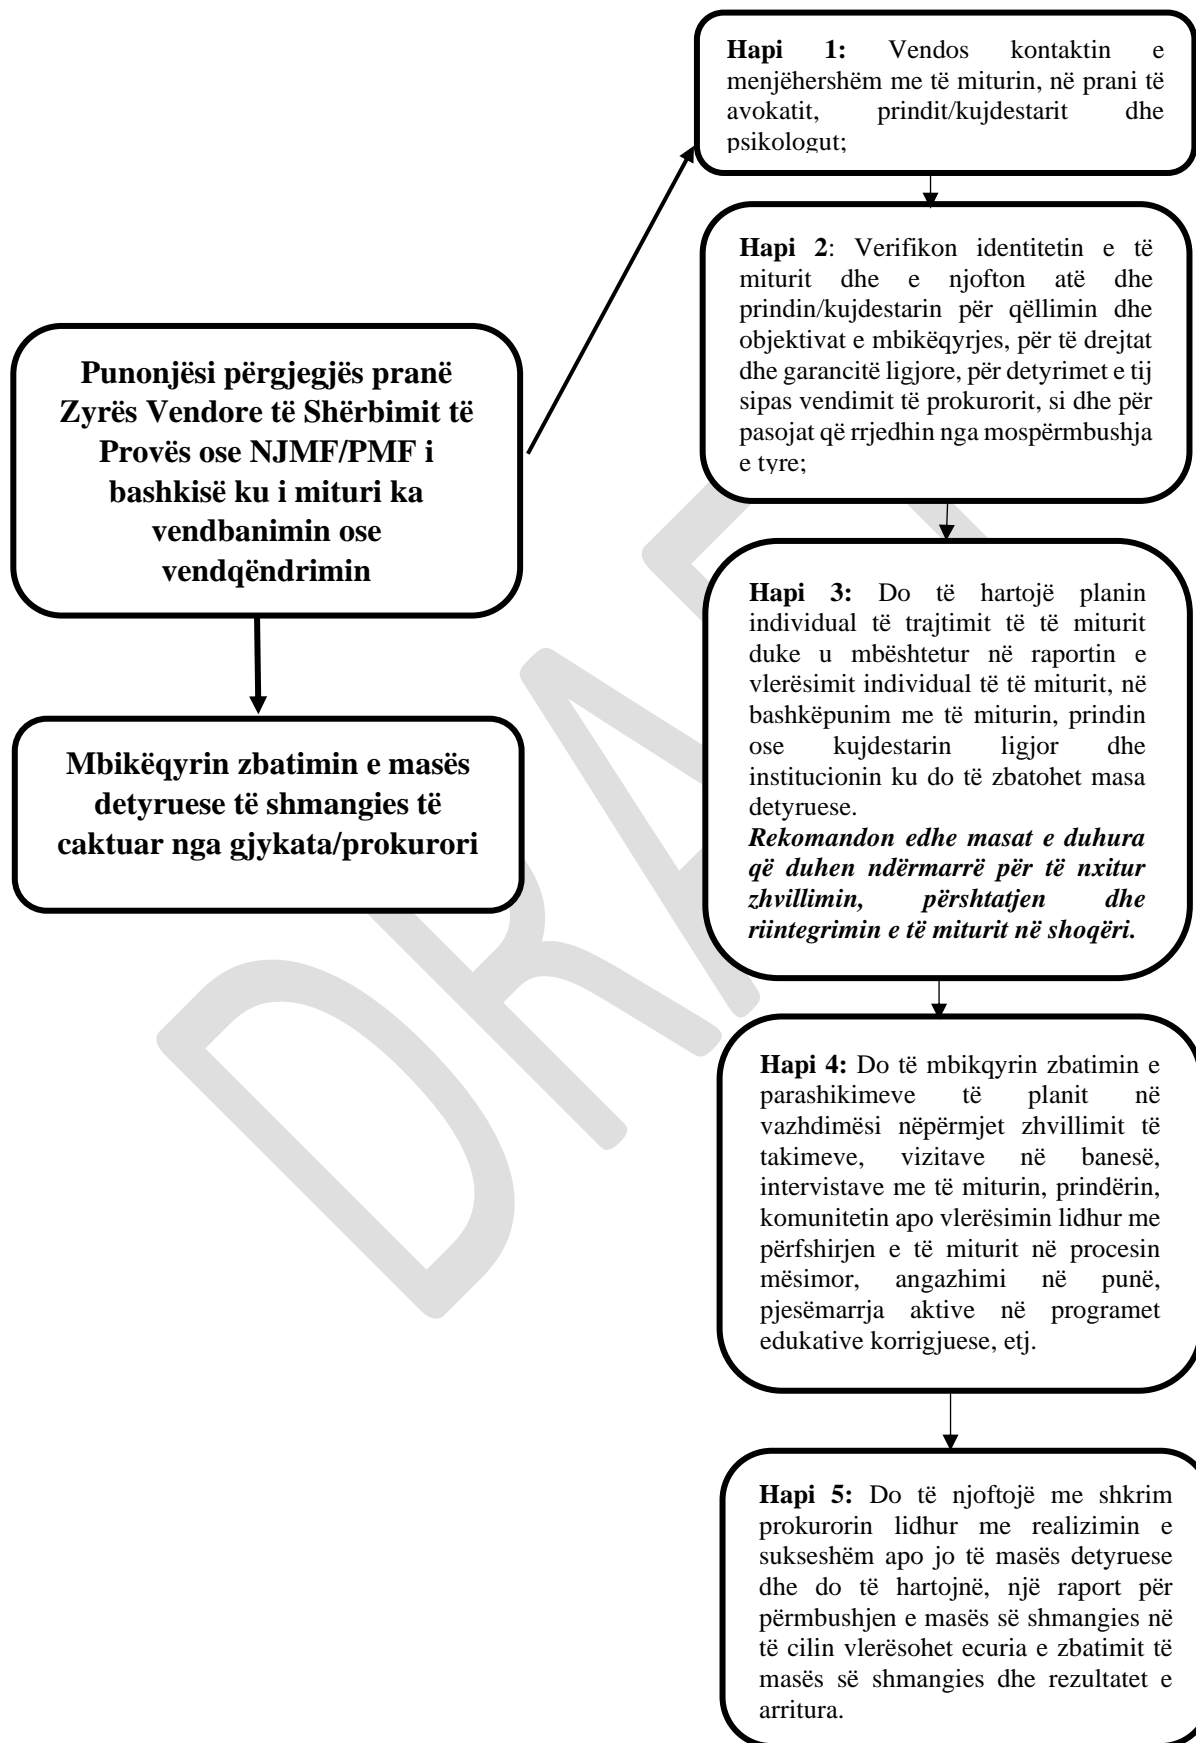 Punonjësi përgjegjës pranë
Zyrës Vendore të Shërbimit të
Provës ose NJMF/PMF i
bashkisë ku i mituri ka
vendbanimin ose
vendqëndrimin
Mbikëqyrin zbatimin e masës
detyruese të shmangies të
caktuar nga gjykata/prokurori
Hapi 1: Vendos kontaktin e
menjëhershëm me të miturin, në prani të
avokatit, prindit/kujdestarit dhe
psikologut;
Hapi 2: Verifikon identitetin e të
miturit dhe e njofton atë dhe
prindin/kujdestarin për qëllimin dhe
objektivat e mbikëqyrjes, për të drejtat
dhe garancitë ligjore, për detyrimet e tij
sipas vendimit të prokurorit, si dhe për
pasojat që rrjedhin nga mospërmbushja
e tyre;
Hapi 3: Do të hartojë planin
individual të trajtimit të të miturit
duke u mbështetur në raportin e
vlerësimit individual të të miturit, në
bashkëpunim me të miturin, prindin
ose kujdestarin ligjor dhe
institucionin ku do të zbatohet masa
detyruese.
Rekomandon edhe masat e duhura
që duhen ndërmarrë për të nxitur
zhvillimin, përshtatjen dhe
riintegrimin e të miturit në shoqëri.
Hapi 4: Do të mbikqyrin zbatimin e
parashikimeve të planit në
vazhdimësi nëpërmjet zhvillimit të
takimeve, vizitave në banesë,
intervistave me të miturin, prindërin,
komunitetin apo vlerësimin lidhur me
përfshirjen e të miturit në procesin
mësimor, angazhimi në punë,
pjesëmarrja aktive në programet
edukative korrigjuese, etj.
Hapi 5: Do të njoftojë me shkrim
prokurorin lidhur me realizimin e
sukseshëm apo jo të masës detyruese
dhe do të hartojnë, një raport për
përmbushjen e masës së shmangies në
të cilin vlerësohet ecuria e zbatimit të
masës së shmangies dhe rezultatet e
arritura.
DRAFT